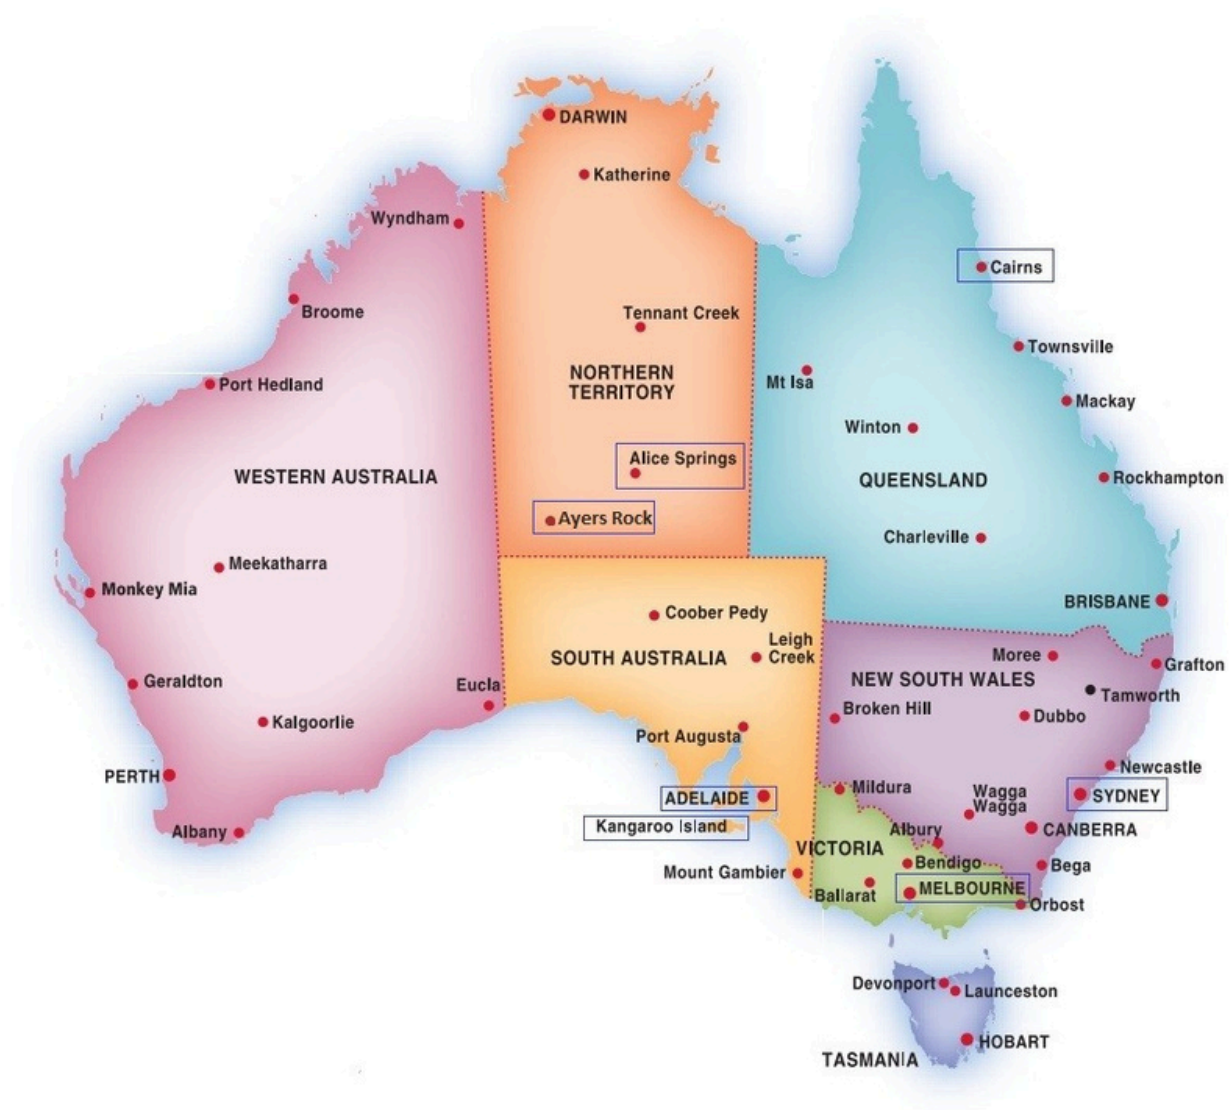 DARWIN
Katherine
Wyndham
Cairns
Broome
Tennant Creek
Townsville
NORTHERN
TERRITORY
Port Hedland
Mt Isa
Mackay
Winton
Alice Springs
WESTERN AUSTRALIA
QUEENSLAND
Rockhampton
Ayers Rock
Charleville
Meekatharra
Monkey Mia
BRISBANE
Coober Pedy
Leigh
Creek
SOUTH AUSTRALIA
Moree
Grafton
NEW SOUTH WALES
Geraldton
Eucla
Tamworth
Broken Hill
Dubbo
Kalgoorlie
Port Augusta
Newcastle
PERTH
Mildura
Wagga
Wagga
SYDNEY
ADELAIDE
Kangaroo Island
Albany
Albury
CANBERRA
VICTORIA
Bendigo
Bega
Mount Gambier
MELBOURNE
Ballarat
Orbost
Devonport
Launceston
HOBART
TASMANIA